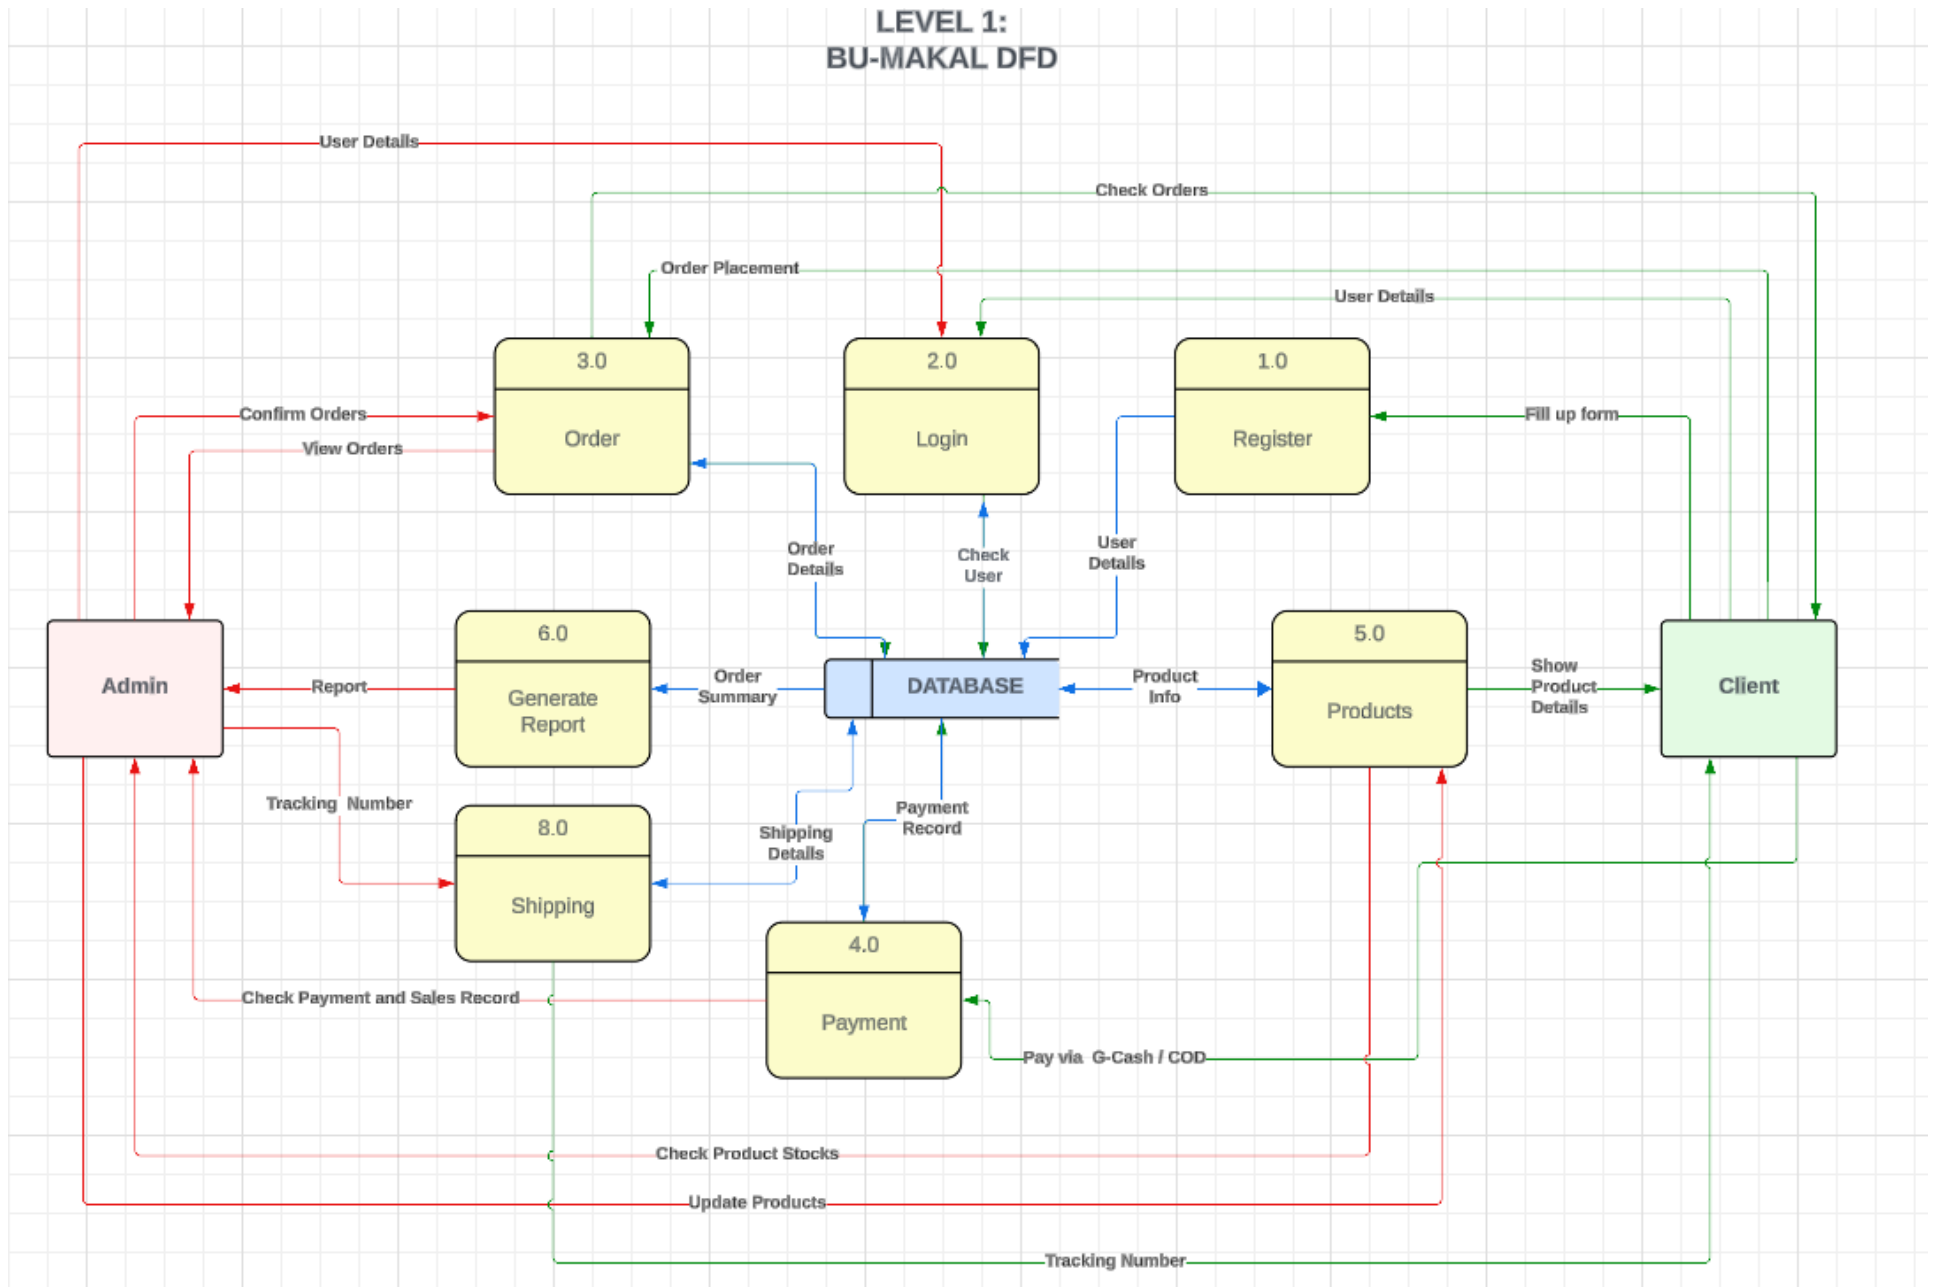 LEVEL 1:
BU-MAKAL DFD
User Details
Check Orders
Order Placement
User Details
3.0
Order
2.0
Login
1.0
Register
Confirm Orders
View Orders
Fill up form
Order
Details
Check
User
User
Details
Admin
Report
6.0
Generate
Report
Order
Summary
DATABASE
Product
Info
5.0
Products
Show
Product
Details
Client
Tracking Number
8.0
Shipping
Shipping
Details
Payment
Record
4.0
Payment
Check Payment and Sales Record
Pay via G-Cash / COD
Check Product Stocks
Update Products
Tracking Number